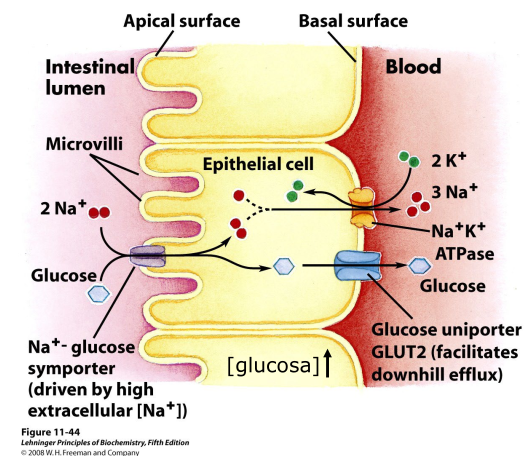 Apical surface
Basal surface
Intestinal
lumen
Blood
Microvilli
Epithelial cell
2 K+
3 Na+
2 Na+
Na+K+
ATPase
Glucose
Glucose
Na+- glucose
symporter
(driven by high
extracellular [Na+])
[glucosa]↑
Glucose uniporter
GLUT2 (facilitates
downhill efflux)
Figure 11-44
Lehninger Principles of Biochemistry, Fifth Edition
© 2008 W. H. Freeman and Company